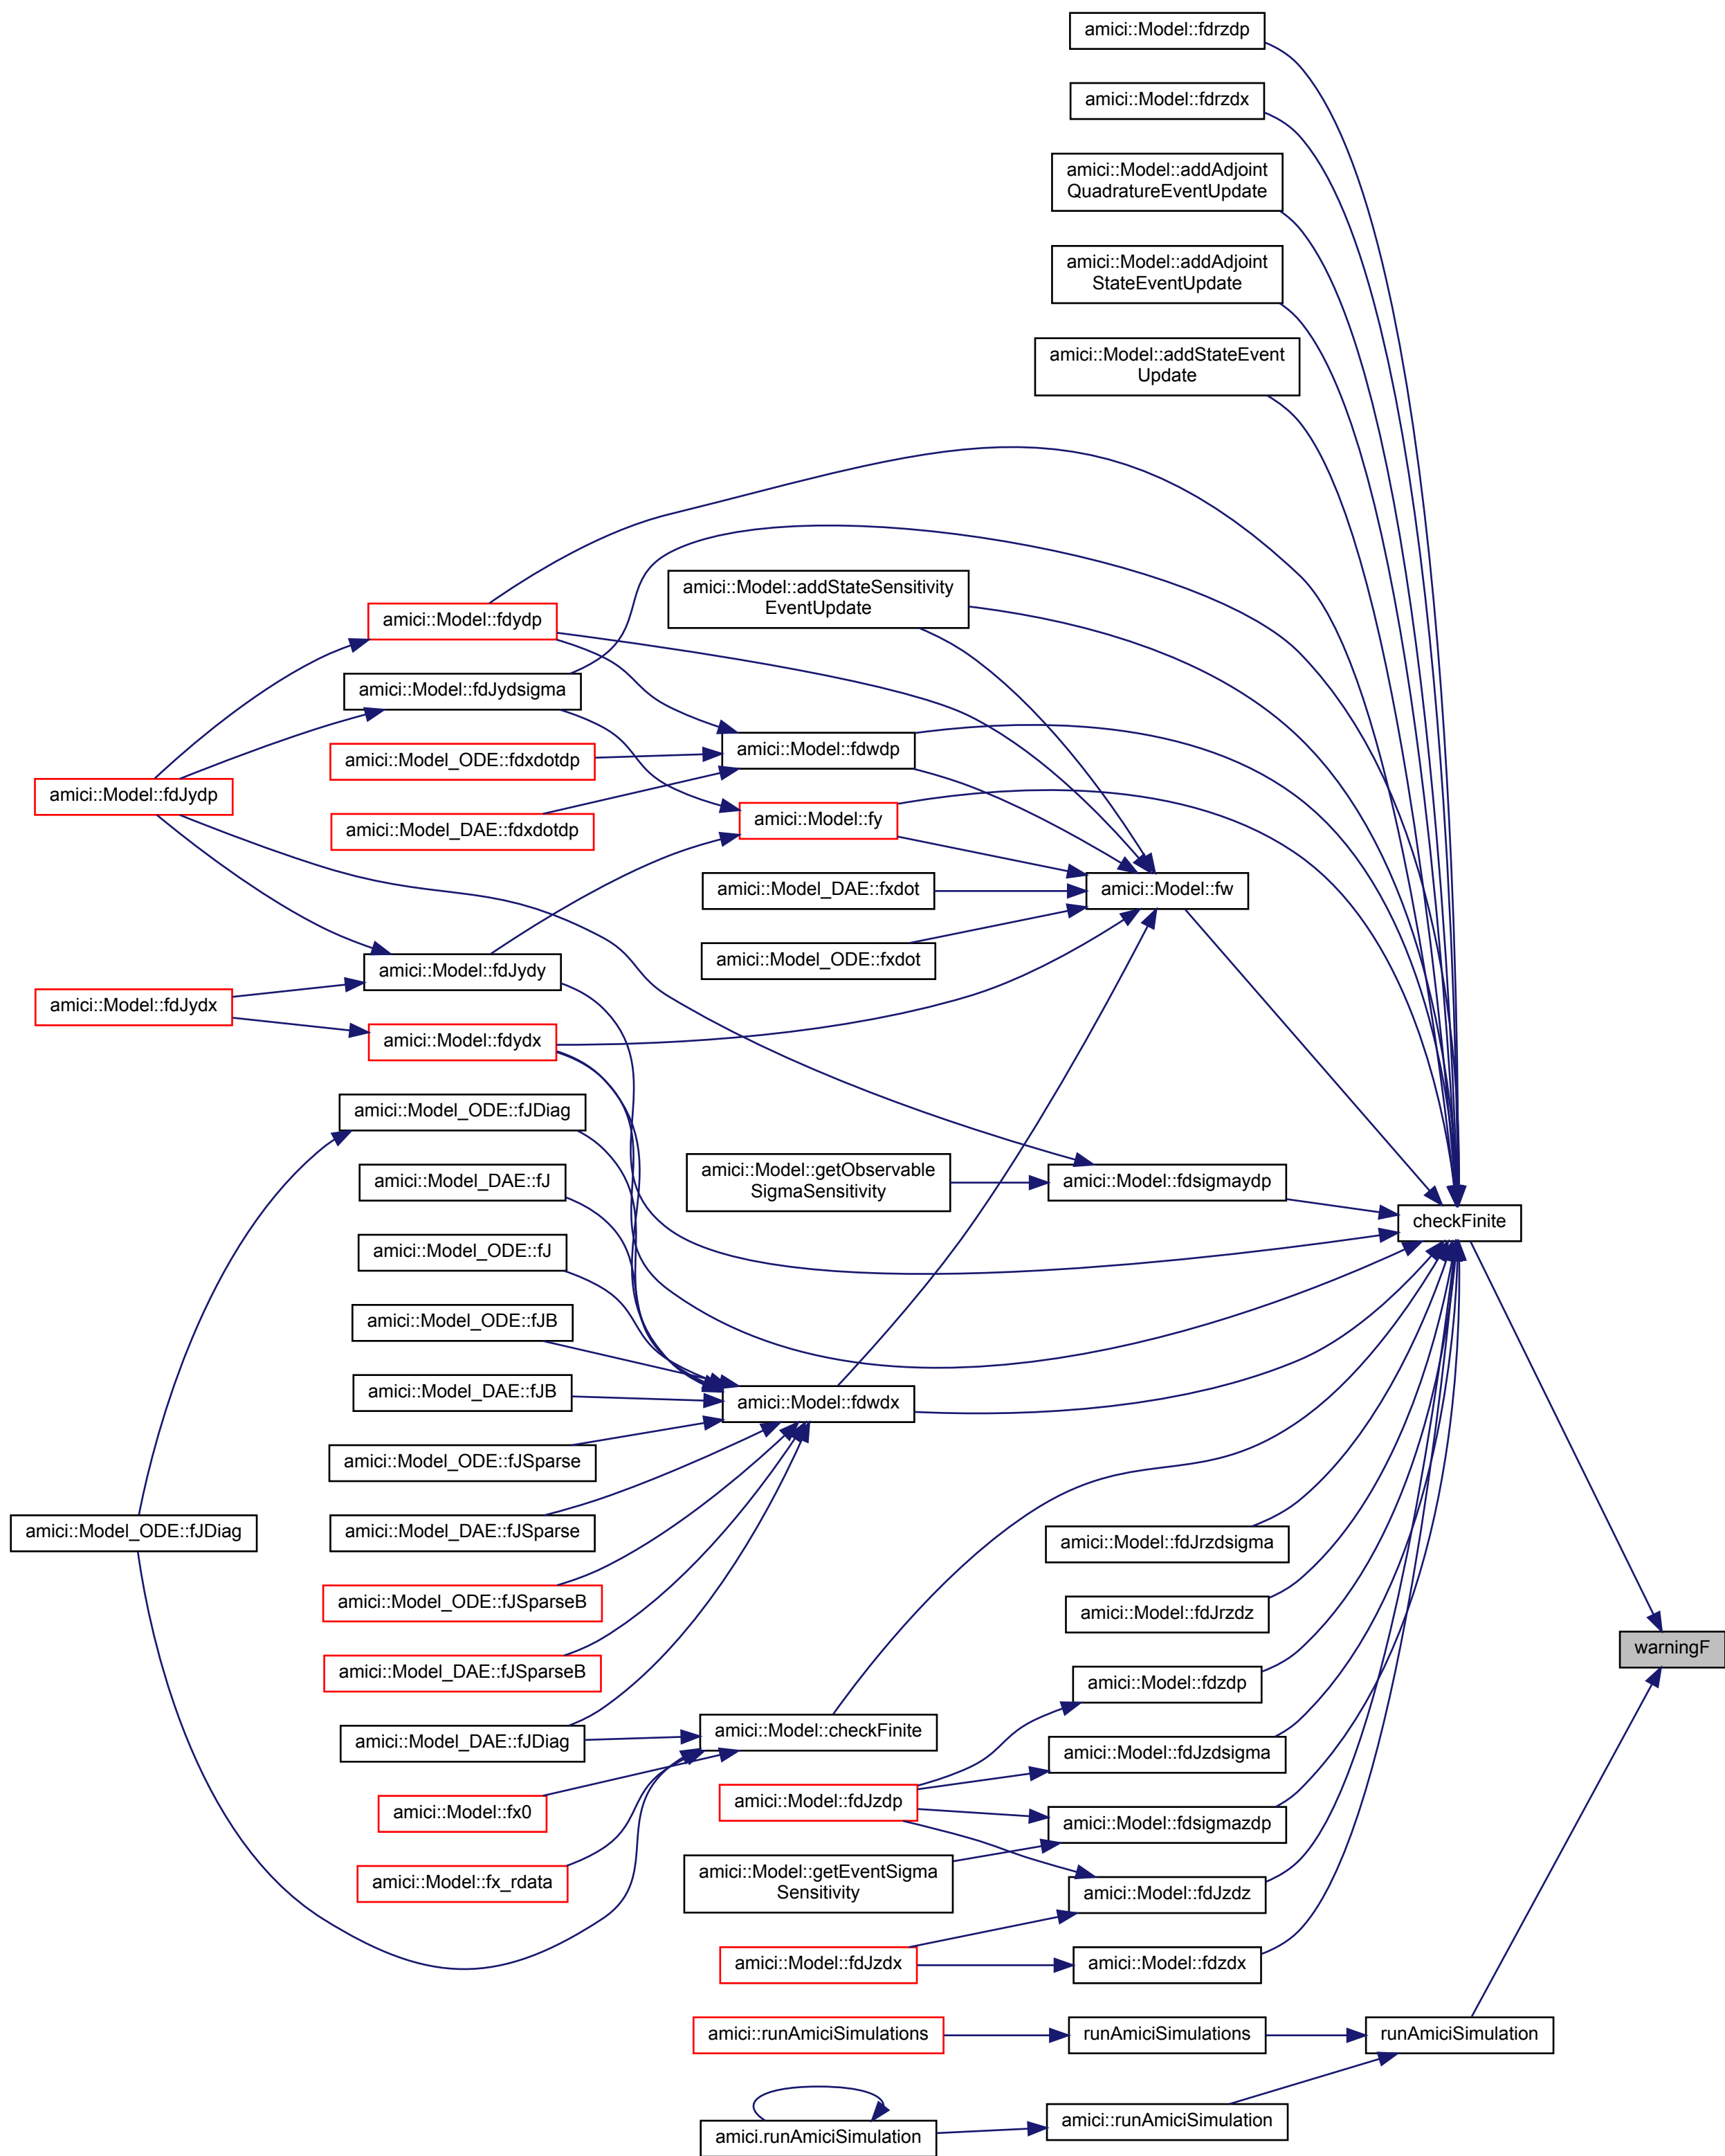 amici::Model::fdrzdp
amici::Model::fdrzdx
amici::Model::addAdjoint
QuadratureEventUpdate
amici::Model::addAdjoint
StateEventUpdate
amici::Model::addStateEvent
Update
amici::Model::addStateSensitivity
EventUpdate
amici::Model::fdydp
amici::Model::fdJydsigma
amici::Model::fdwdp
amici::Model_ODE::fdxdotdp
amici::Model::fdJydp
amici::Model::fy
amici::Model_DAE::fdxdotdp
amici::Model_DAE::fxdot
amici::Model::fw
amici::Model_ODE::fxdot
amici::Model::fdJydy
amici::Model::fdJydx
amici::Model::fdydx
amici::Model_ODE::fJDiag
amici::Model_DAE::fJ
amici::Model::getObservable
SigmaSensitivity
amici::Model::fdsigmaydp
checkFinite
amici::Model_ODE::fJ
amici::Model_ODE::fJB
amici::Model_DAE::fJB
amici::Model::fdwdx
amici::Model_ODE::fJSparse
amici::Model_ODE::fJDiag
amici::Model_DAE::fJSparse
amici::Model::fdJrzdsigma
amici::Model_ODE::fJSparseB
amici::Model::fdJrzdz
warningF
amici::Model_DAE::fJSparseB
amici::Model::fdzdp
amici::Model_DAE::fJDiag
amici::Model::checkFinite
amici::Model::fdJzdsigma
amici::Model::fx0
amici::Model::fdJzdp
amici::Model::fdsigmazdp
amici::Model::fx_rdata
amici::Model::getEventSigma
Sensitivity
amici::Model::fdJzdz
amici::Model::fdJzdx
amici::Model::fdzdx
amici::runAmiciSimulations
runAmiciSimulations
runAmiciSimulation
amici.runAmiciSimulation
amici::runAmiciSimulation